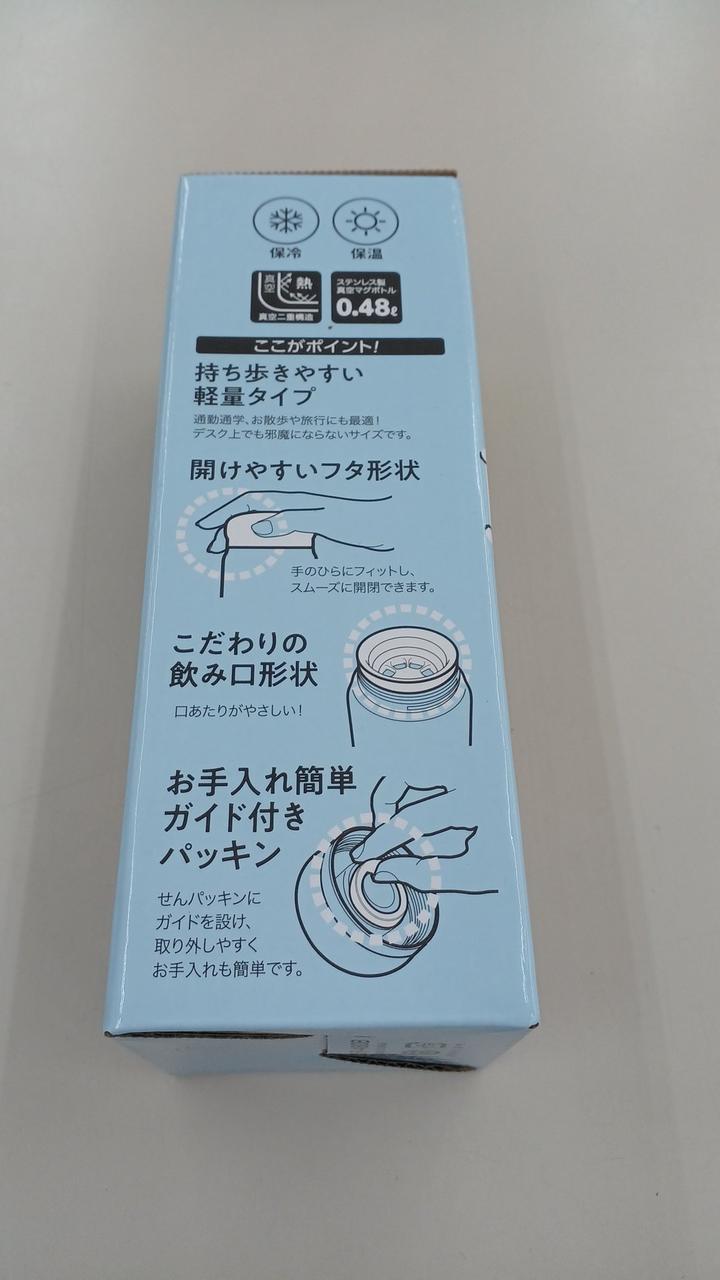 保冷 保温
真空 熱
真空二重構造
ステンレス製
真空マグボトル
0.48ℓ
ここがポイント!
持ち歩きやすい
軽量タイプ
通勤通学、お散歩や旅行にも最適!
デスク上でも邪魔にならないサイズです。
開けやすいフタ形状
手のひらにフィットし、
スムーズに開閉できます。
こだわりの
飲み口形状
口あたりがやさしい!
お手入れ簡単
ガイド付き
パッキン
せんパッキンに
ガイドを設け、
取り外しやすく
お手入れも簡単です。